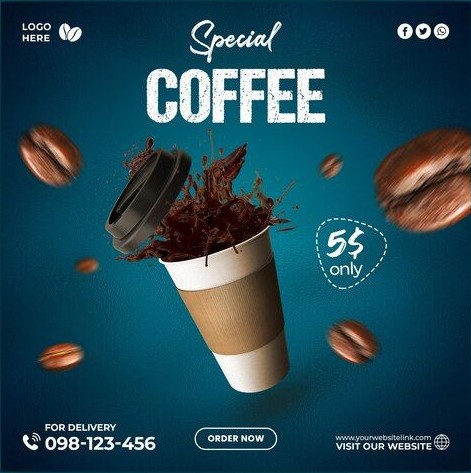 LOGO
HERE
Special
COFFEE
5$
only
FOR DELIVERY
098-123-456
ORDER NOW
www.yourwebsitelink.com
VISIT OUR WEBSITE